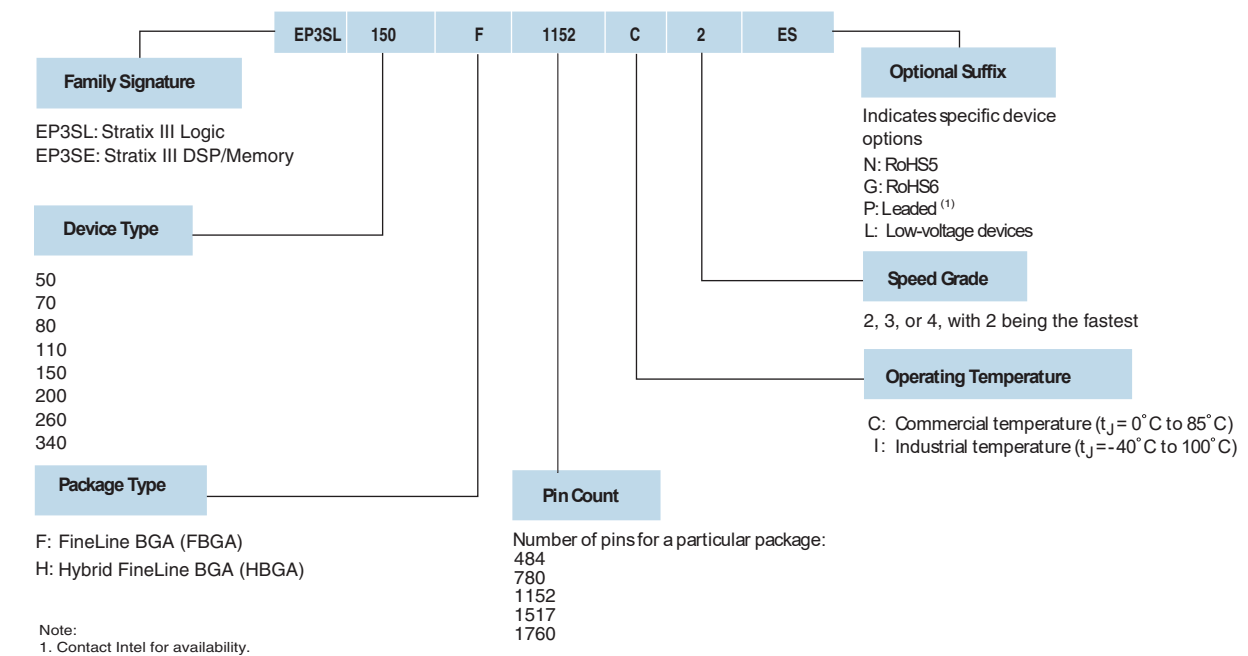 EP3SL 150 F 1152 C 2 ES
Family Signature
EP3SL: Stratix III Logic
EP3SE: Stratix III DSP/Memory
Device Type
50
70
80
110
150
200
260
340
Package Type
F: FineLine BGA (FBGA)
H: Hybrid FineLine BGA (HBGA)
Note:
1. Contact Intel for availability.
Pin Count
Number of pins for a particular package:
484
780
1152
1517
1760
Optional Suffix
Indicates specific device
options
N: RoHS5
G: RoHS6
P: Leaded (1)
L: Low-voltage devices
Speed Grade
2, 3, or 4, with 2 being the fastest
Operating Temperature
C: Commercial temperature (tJ = 0°C to 85°C)
I: Industrial temperature (tJ = -40°C to 100°C)